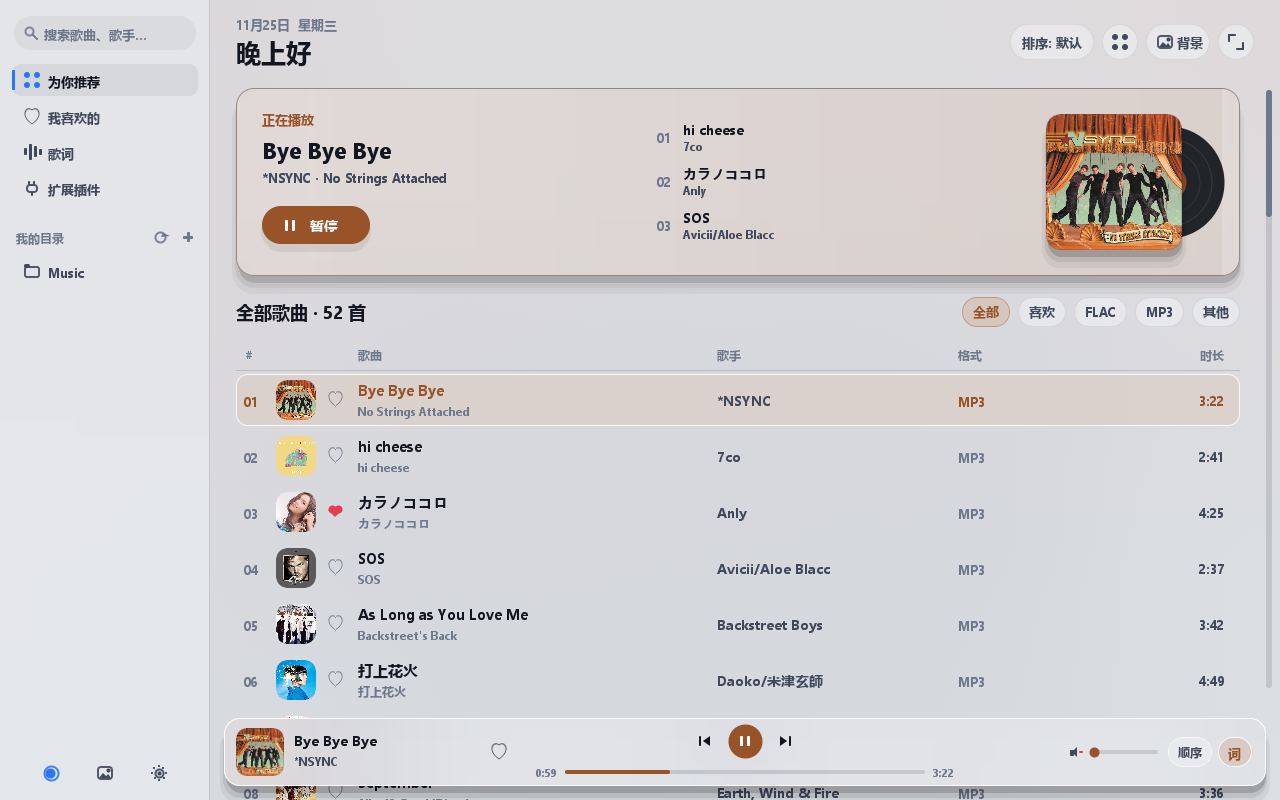 搜索歌曲、歌手...
为你推荐
我喜欢的
歌词
扩展插件
我的目录
Music
11月25日 星期三
晚上好
排序: 默认
背景
正在播放
Bye Bye Bye
*NSYNC · No Strings Attached
暂停
01 hi cheese
7co
02 カラノココロ
Anly
03 SOS
Avicii/Aloe Blacc
*NSYNC
NO STRINGS ATTACHED
全部歌曲 · 52 首
全部 喜欢 FLAC MP3 其他
# 歌曲 歌手 格式 时长
01 Bye Bye Bye *NSYNC MP3 3:22
No Strings Attached
02 hi cheese 7co MP3 2:41
hi cheese
03 カラノココロ Anly MP3 4:25
カラノココロ
04 SOS Avicii/Aloe Blacc MP3 2:37
SOS
05 As Long as You Love Me Backstreet Boys MP3 3:42
Backstreet's Back
06 打上花火 Daoko/米津玄師 MP3 4:49
打上花火
Bye Bye Bye
*NSYNC
0:59 3:22
顺序 词
08 September Earth, Wind & Fire MP3 3:36